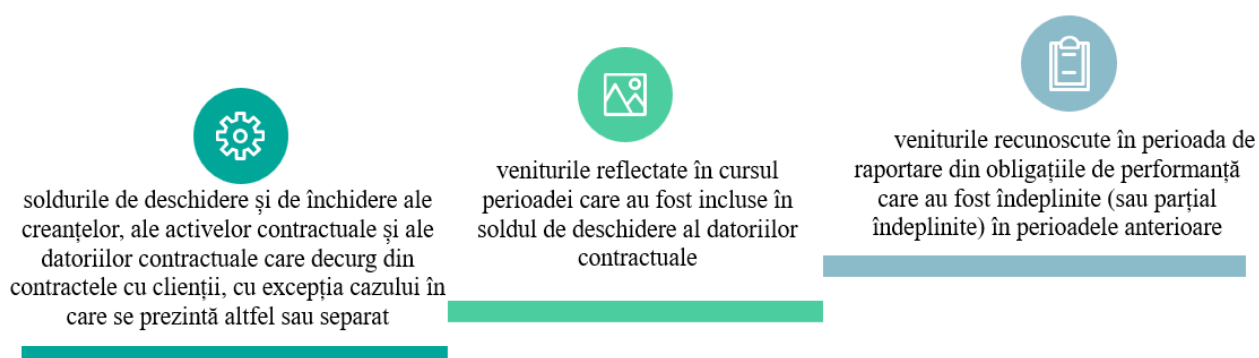 soldurile de deschidere și de închidere ale
creanțelor, ale activelor contractuale și ale
datoriilor contractuale care decurg din
contractele cu clienții, cu excepția cazului în
care se prezintă altfel sau separat
veniturile reflectate în cursul
perioadei care au fost incluse în
soldul de deschidere al datoriilor
contractuale
veniturile recunoscute în perioada de
raportare din obligațiile de performanță
care au fost îndeplinite (sau parțial
îndeplinite) în perioadele anterioare